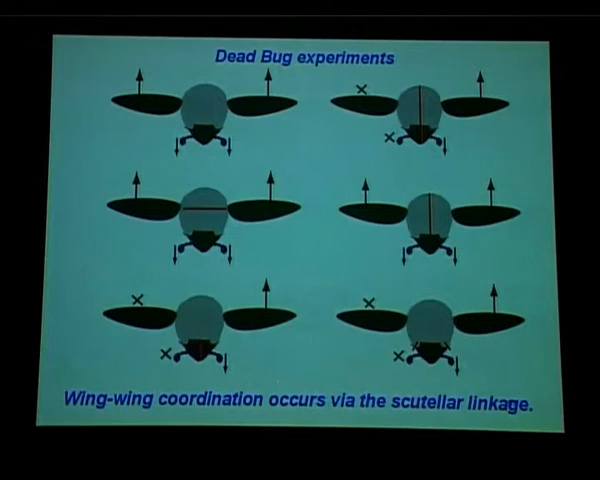 Dead Bug experiments
Wing-wing coordination occurs via the scutellar linkage.